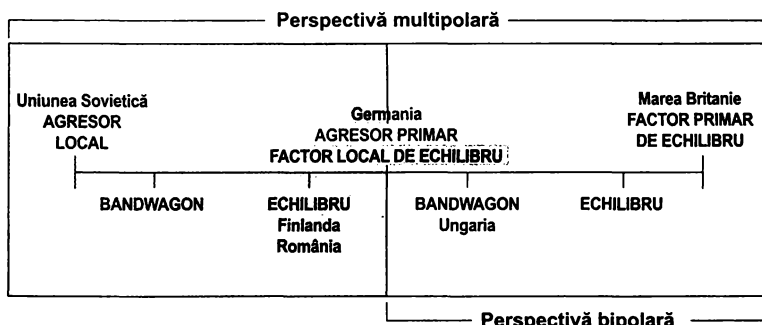 Perspectivă multipolară
Uniunea Sovietică
AGRESOR
LOCAL
Germania
AGRESOR PRIMAR
FACTOR LOCAL DE ECHILIBRU
Marea Britanie
FACTOR PRIMAR
DE ECHILIBRU
BANDWAGON
ECHILIBRU
Finlanda
România
BANDWAGON
Ungaria
ECHILIBRU
Perspectivă bipolară